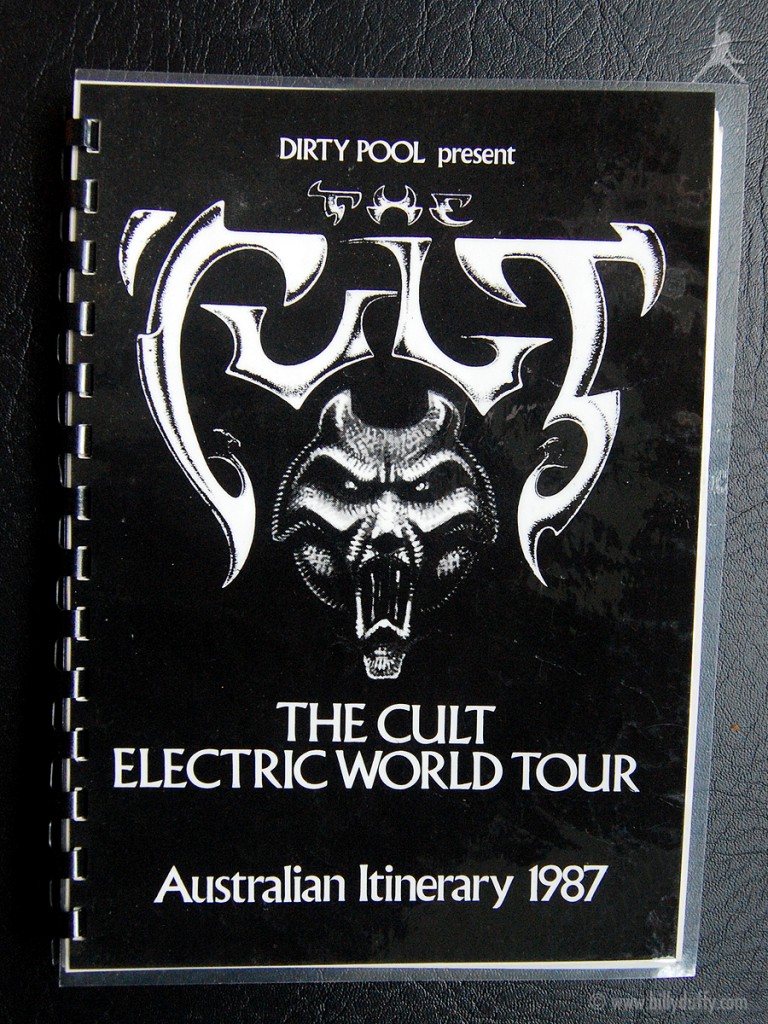 DIRTY POOL present
THE
CULT
THE CULT
ELECTRIC WORLD TOUR
Australian Itinerary 1987
© www.billyduffy.com